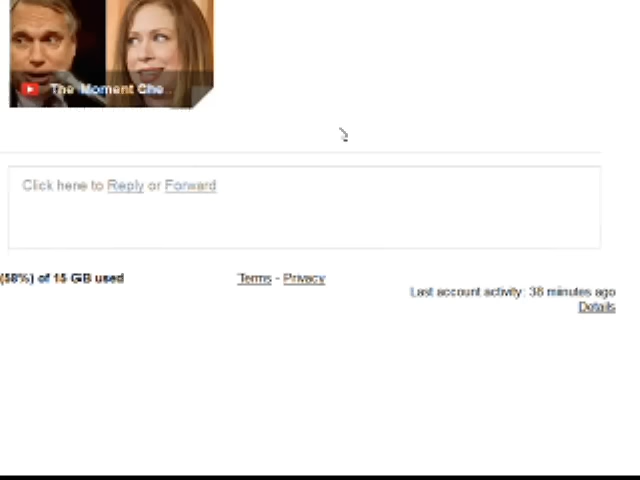 The Moment Che...
Click here to Reply or Forward
(58%) of 15 GB used
Terms - Privacy
Last account activity: 38 minutes ago
Details